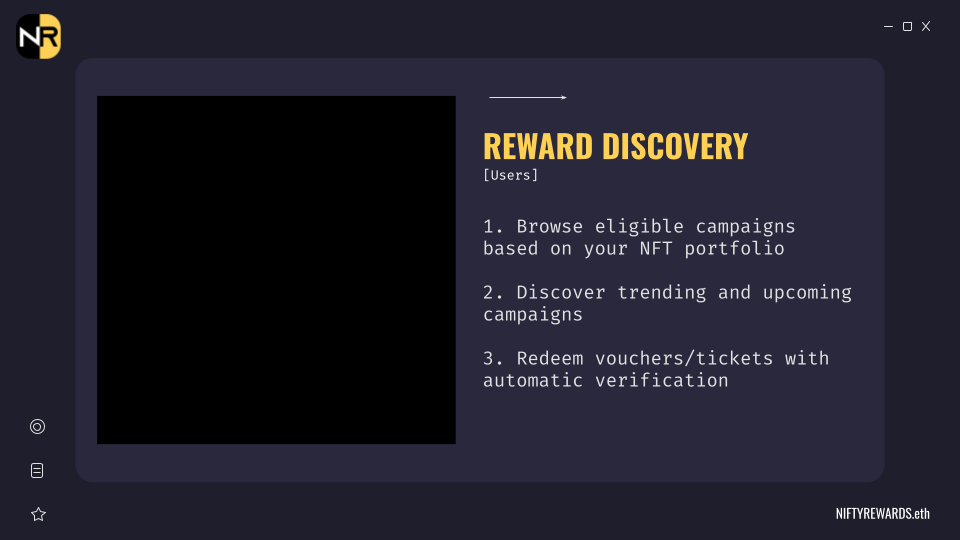 NR
REWARD DISCOVERY
[Users]
1. Browse eligible campaigns
based on your NFT portfolio
2. Discover trending and upcoming
campaigns
3. Redeem vouchers/tickets with
automatic verification
NIFTYREWARDS.eth